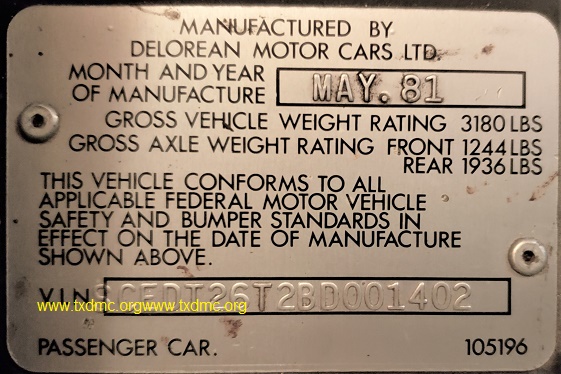 MANUFACTURED BY
DELOREAN MOTOR CARS LTD.
MONTH AND YEAR
OF MANUFACTURE MAY. 81
GROSS VEHICLE WEIGHT RATING 3180 LBS
GROSS AXLE WEIGHT RATING FRONT 1244 LBS
REAR 1936 LBS
THIS VEHICLE CONFORMS TO ALL
APPLICABLE FEDERAL MOTOR VEHICLE
SAFETY AND BUMPER STANDARDS IN
EFFECT ON THE DATE OF MANUFACTURE
SHOWN ABOVE.
VIN SCEDT26T2BD001402
www.txdmc.orgwww.txdmc.org
PASSENGER CAR. 105196